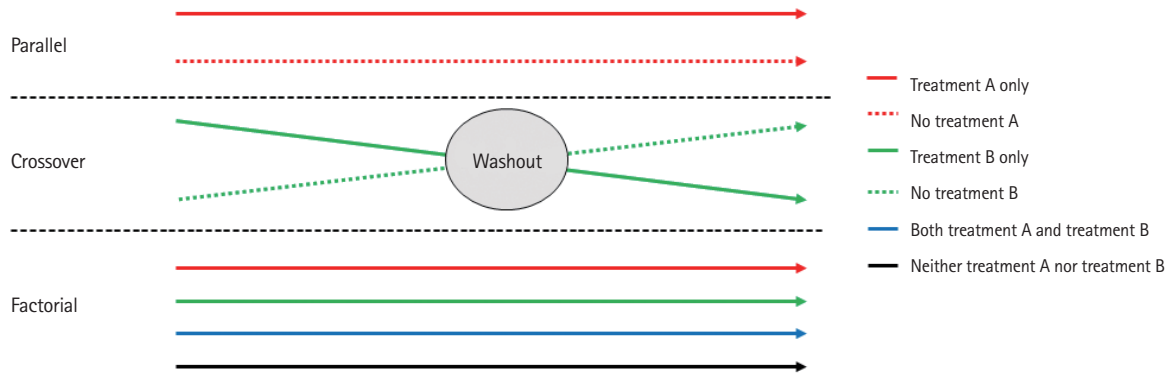 Parallel
Crossover
Washout
Factorial
Treatment A only
No treatment A
Treatment B only
No treatment B
Both treatment A and treatment B
Neither treatment A nor treatment B